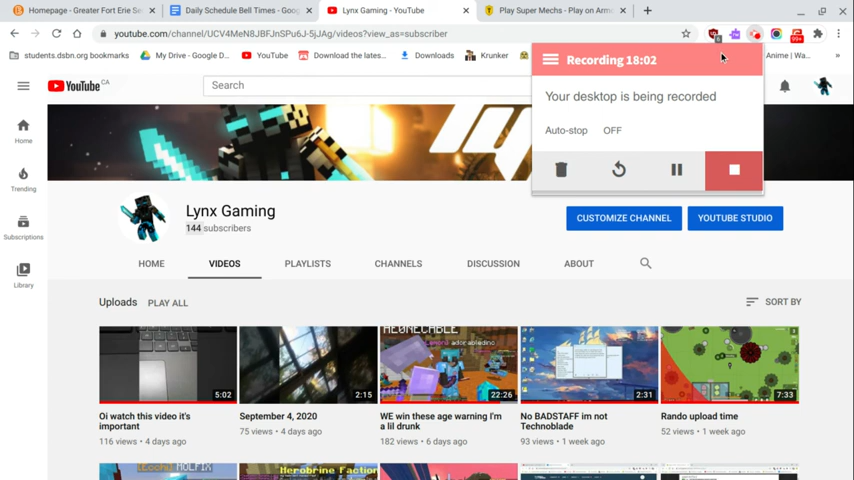 Homepage - Greater Fort Erie Se
Daily Schedule Bell Times - Goog
Lynx Gaming - YouTube
Play Super Mechs - Play on Arm
youtube.com/channel/UCV4MeN8JBFJnSPu6J-5jJAg/videos?view_as=subscriber
6
99+
students.dsbn.org bookmarks
My Drive - Google D...
YouTube
Download the latest...
Downloads
Krunker
Anime | Wa...
YouTube CA
Search
Recording 18:02
Your desktop is being recorded
Auto-stop OFF
Home
Trending
Subscriptions
Library
Lynx Gaming
144 subscribers
CUSTOMIZE CHANNEL
YOUTUBE STUDIO
HOME
VIDEOS
PLAYLISTS
CHANNELS
DISCUSSION
ABOUT
Uploads
PLAY ALL
SORT BY
5:02
2:15
22:26
2:31
7:33
Oi watch this video it's
important
116 views • 4 days ago
September 4, 2020
75 views • 4 days ago
WE win these age warning I'm
a lil drunk
182 views • 6 days ago
No BADSTAFF im not
Technoblade
93 views • 1 week ago
Rando upload time
52 views • 1 week ago
Herobrine Faction